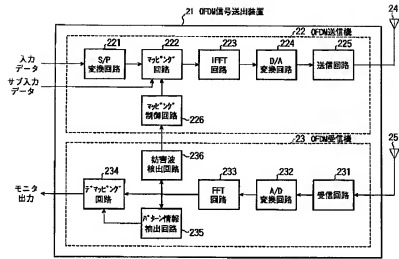 21 OFDM信号送出装置
24
22 OFDM送信機
221
222
223
224
225
入力
データ
S/P
変換回路
マッピング
回路
IFFT
回路
D/A
変換回路
送信回路
サブ入力
データ
マッピング
制御回路
226
23 OFDM受信機
25
妨害波
検出回路
236
234
233
232
231
モニタ
出力
デマッピング
回路
FFT
回路
A/D
変換回路
受信回路
パターン情報
検出回路
235